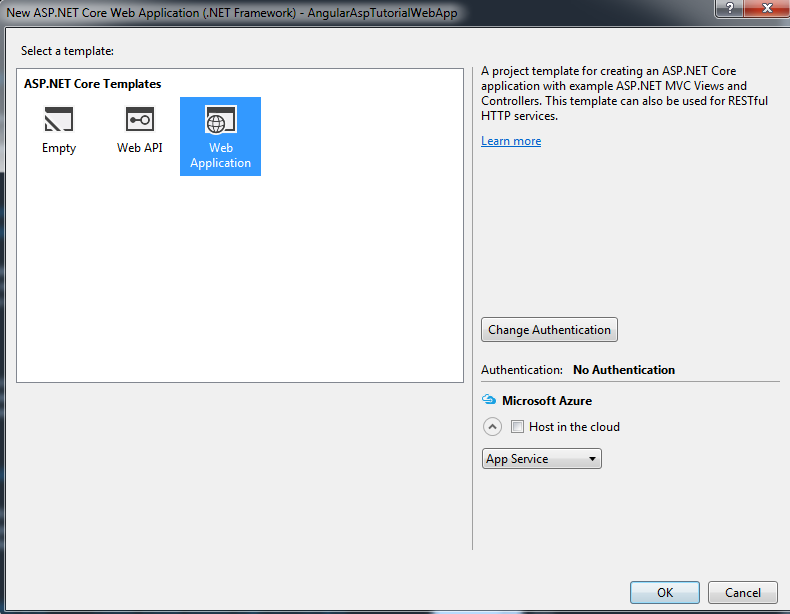 New ASP.NET Core Web Application (.NET Framework) - AngularAspTutorialWebApp
?
Select a template:
ASP.NET Core Templates
Empty
Web API
Web
Application
A project template for creating an ASP.NET Core
application with example ASP.NET MVC Views and
Controllers. This template can also be used for RESTful
HTTP services.
Learn more
Change Authentication
Authentication: No Authentication
Microsoft Azure
Host in the cloud
App Service
OK
Cancel